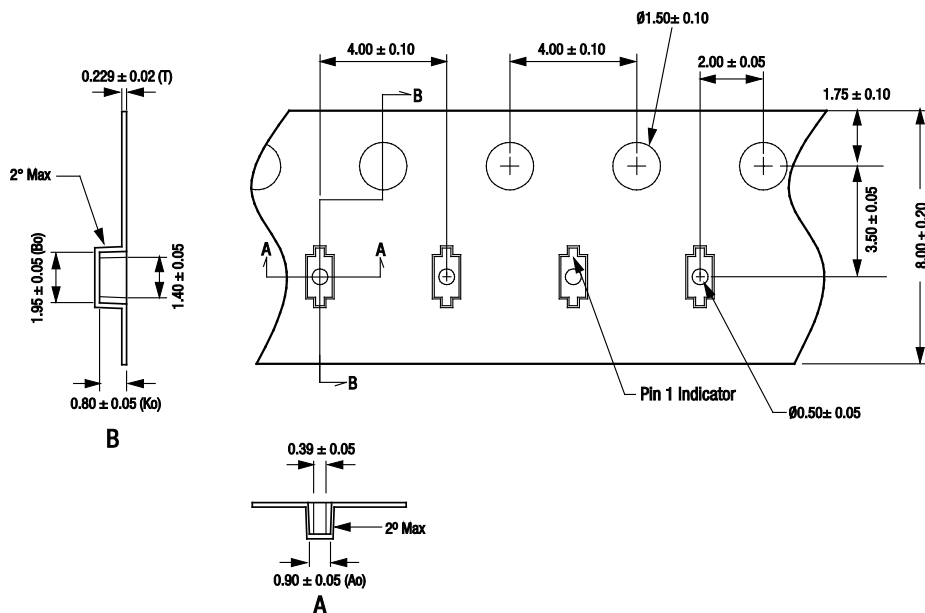 Ø1.50± 0.10
4.00 ± 0.10
4.00 ± 0.10
2.00 ± 0.05
0.229 ± 0.02 (T)
1.75 ± 0.10
B
2° Max
A
A
1.95 ± 0.05 (Bo)
1.40 ± 0.05
3.50 ± 0.05
8.00 ± 0.20
B
Pin 1 Indicator
0.80 ± 0.05 (Ko)
Ø0.50± 0.05
B
0.39 ± 0.05
2º Max
0.90 ± 0.05 (Ao)
A